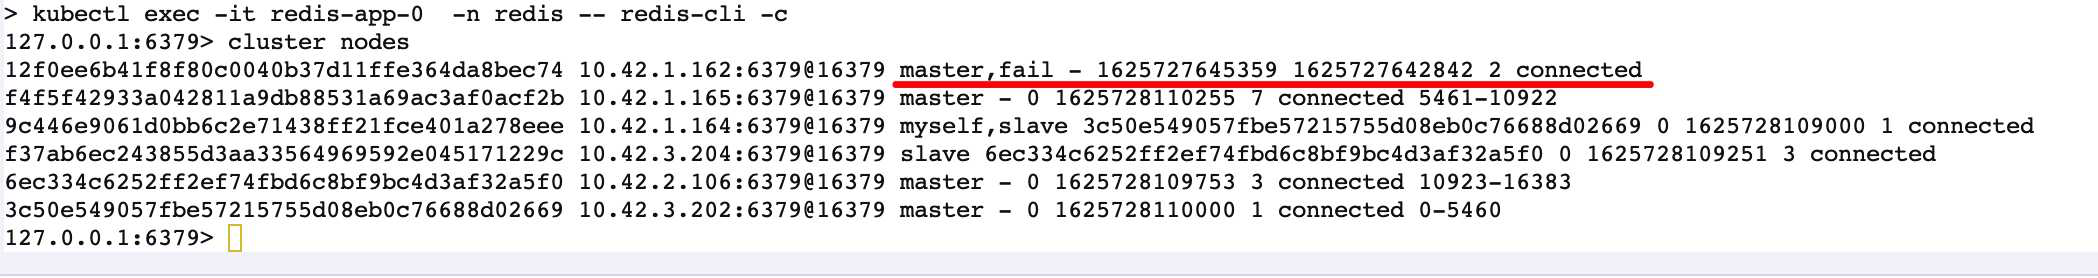 > kubectl exec -it redis-app-0  -n redis -- redis-cli -c
127.0.0.1:6379> cluster nodes
12f0ee6b41f8f80c0040b37d11ffe364da8bec74 10.42.1.162:6379@16379 master,fail - 1625727645359 1625727642842 2 connected
f4f5f42933a042811a9db88531a69ac3af0acf2b 10.42.1.165:6379@16379 master - 0 1625728110255 7 connected 5461-10922
9c446e9061d0bb6c2e71438ff21fce401a278eee 10.42.1.164:6379@16379 myself,slave 3c50e549057fbe57215755d08eb0c76688d02669 0 1625728109000 1 connected
f37ab6ec243855d3aa33564969592e045171229c 10.42.3.204:6379@16379 slave 6ec334c6252ff2ef74fbd6c8bf9bc4d3af32a5f0 0 1625728109251 3 connected
6ec334c6252ff2ef74fbd6c8bf9bc4d3af32a5f0 10.42.2.106:6379@16379 master - 0 1625728109753 3 connected 10923-16383
3c50e549057fbe57215755d08eb0c76688d02669 10.42.3.202:6379@16379 master - 0 1625728110000 1 connected 0-5460
127.0.0.1:6379>